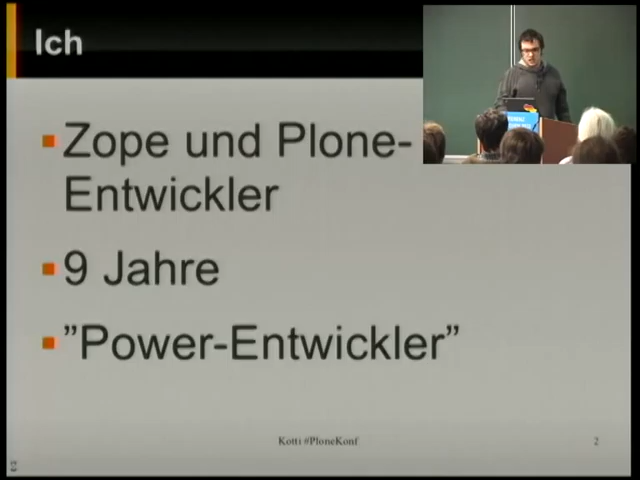 Ich
Zope und Plone-
Entwickler
9 Jahre
”Power-Entwickler”
Kotti #PloneKonf
2